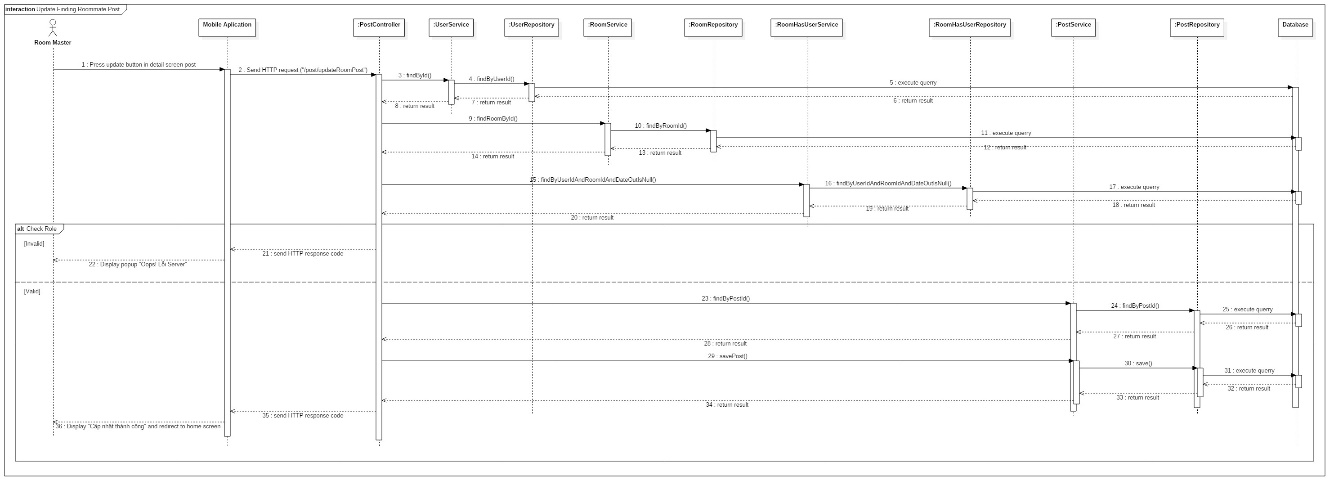 interaction Update Finding Roommate Post
Room Master
Mobile Aplication
:PostController
:UserService
:UserRepository
:RoomService
:RoomRepository
:RoomHasUserService
:RoomHasUserRepository
:PostService
:PostRepository
Database
1 : Press update button in detail screen post
2 : Send HTTP request ("/post/updateRoomPost")
3 : findById()
4 : findByUserId()
5 : execute querry
6 : return result
7 : return result
8 : return result
9 : findRoomById()
10 : findByRoomId()
11 : execute querry
12 : return result
13 : return result
14 : return result
15 : findByUserIdAndRoomIdAndDateOutIsNull()
16 : findByUserIdAndRoomIdAndDateOutIsNull()
17 : execute querry
18 : return result
19 : return result
20 : return result
alt Check Role
[Invalid]
21 : send HTTP response code
22 : Display popup "Oops! Lỗi Server"
[Valid]
23 : findByPostId()
24 : findByPostId()
25 : execute querry
26 : return result
27 : return result
28 : return result
29 : savePost()
30 : save()
31 : execute querry
32 : return result
33 : return result
34 : return result
35 : send HTTP response code
36 : Display "Cập nhật thành công" and redirect to home screen